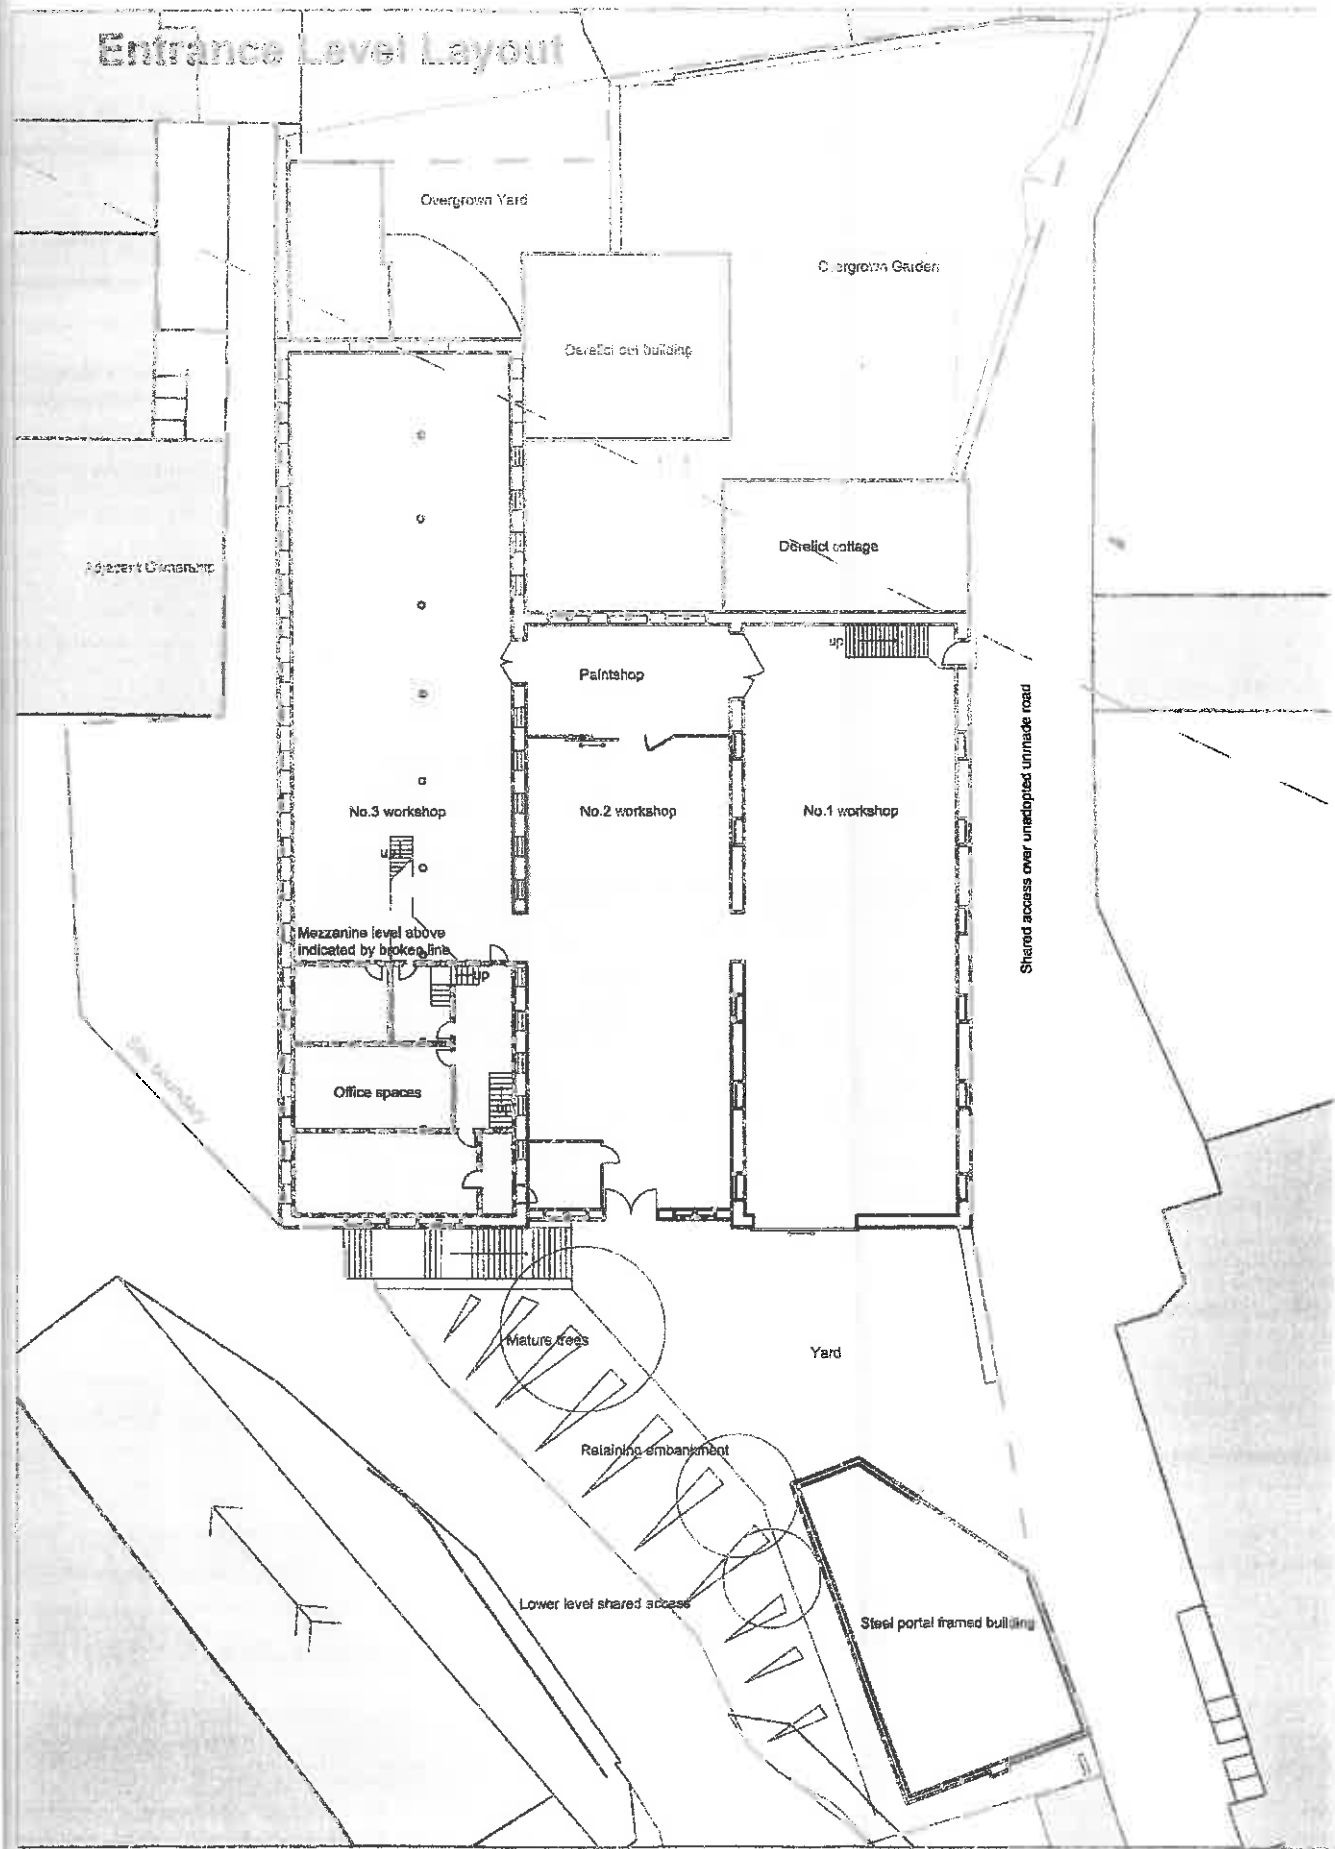 Entrance Level Layout
Overgrown Yard
Overgrown Garden
Derelict out building
Derelict cottage
Adjacent Ownership
up
Paintshop
Shared access over unadopted unmade road
No.3 workshop
No.2 workshop
No.1 workshop
up
Mezzanine level above
indicated by broken line
up
Site boundary
Office spaces
up
Mature trees
Yard
Retaining embankment
Lower level shared access
Steel portal framed building